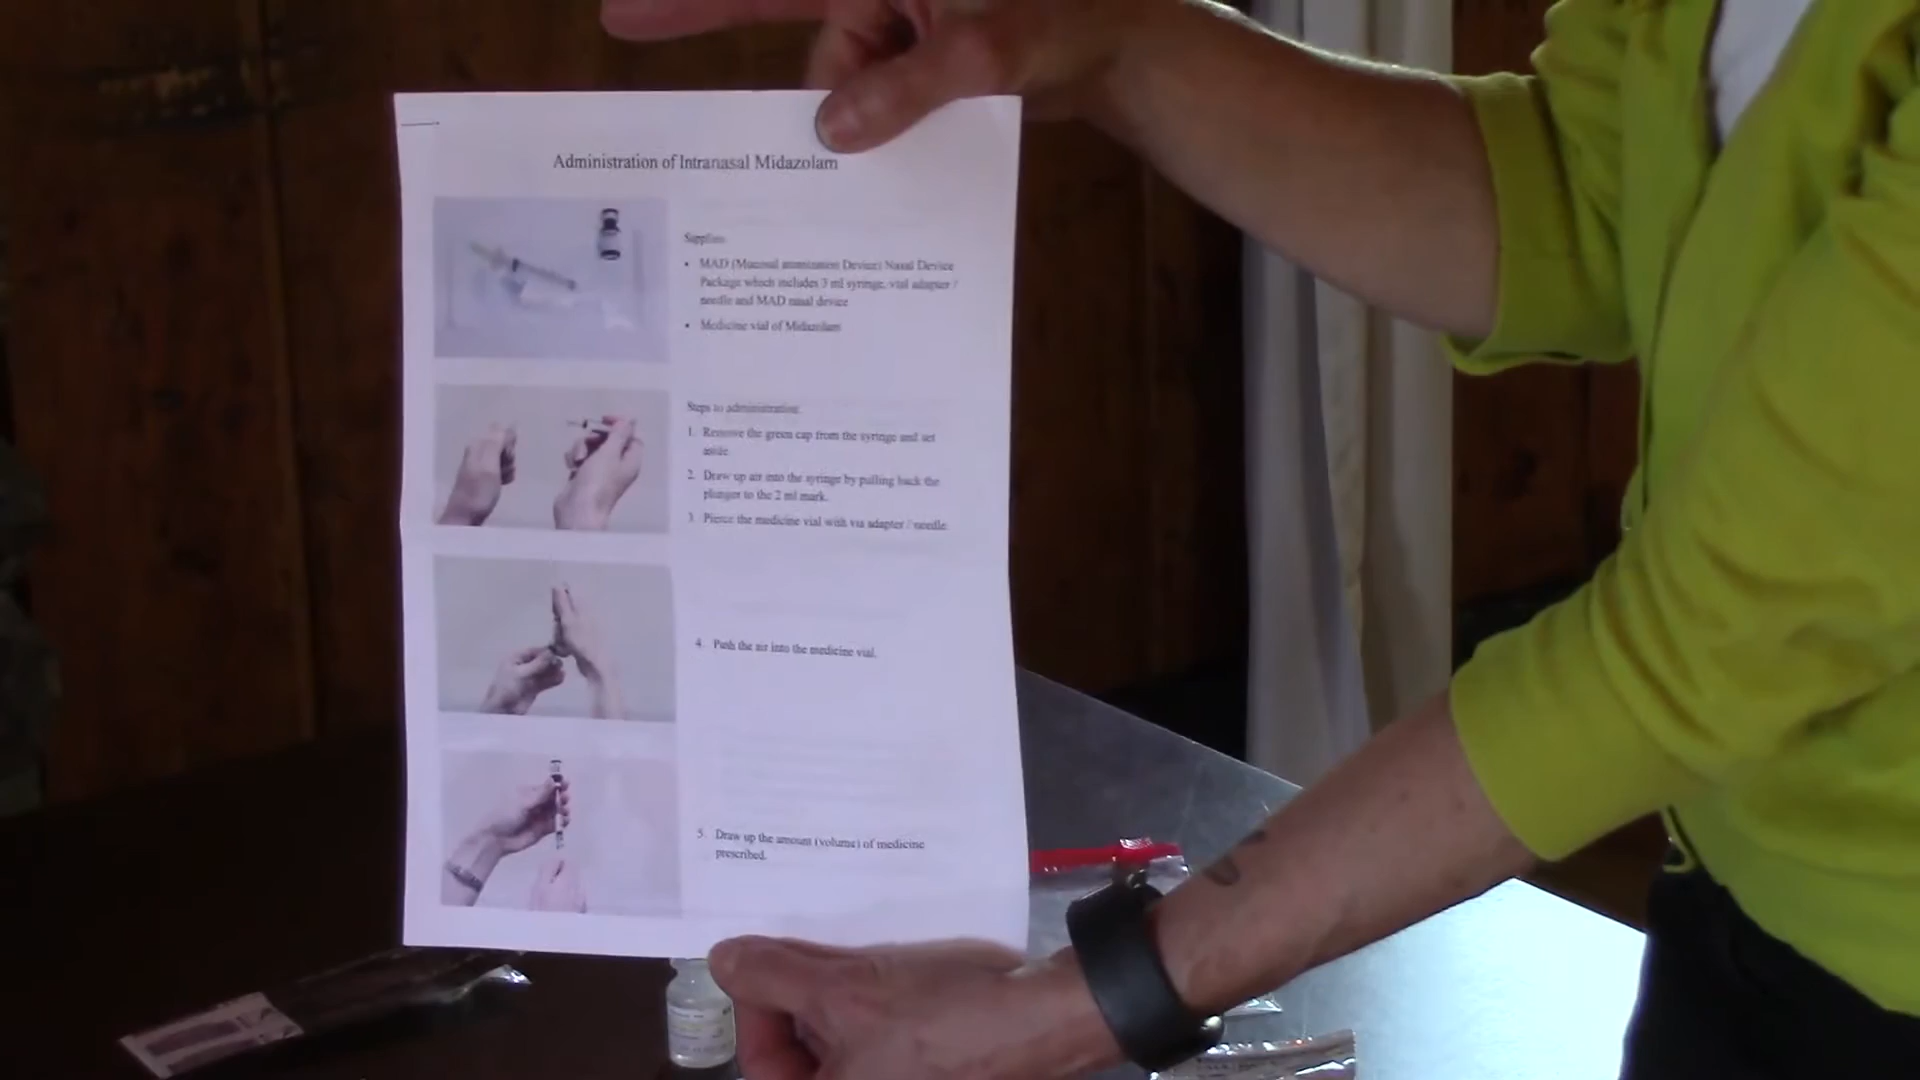 Administration of Intranasal Midazolam
Supplies
• MAD (Mucosal atomization Device) Nasal Device
Package which includes 3 ml syringe, vial adapter /
needle and MAD nasal device
• Medicine vial of Midazolam
Steps to administration:
1. Remove the green cap from the syringe and set
aside.
2. Draw up air into the syringe by pulling back the
plunger to the 2 ml mark.
3. Pierce the medicine vial with via adapter / needle
4. Push the air into the medicine vial.
5. Draw up the amount (volume) of medicine
prescribed.